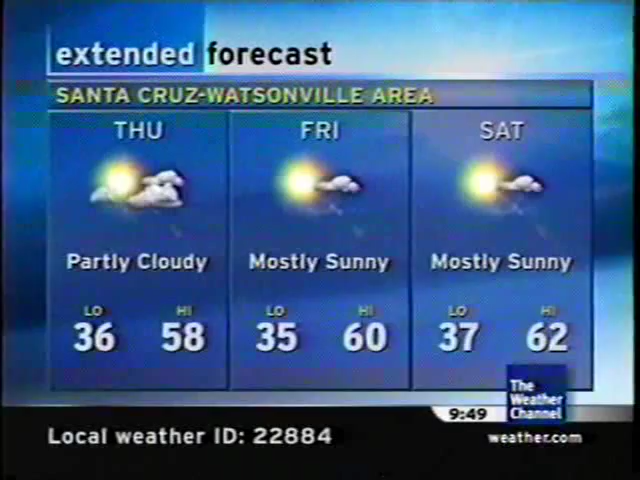 extended forecast
SANTA CRUZ-WATSONVILLE AREA
THU FRI SAT
Partly Cloudy Mostly Sunny Mostly Sunny
LO HI LO HI LO HI
36 58 35 60 37 62
The
Weather
Channel
9:49
Local weather ID: 22884
weather.com